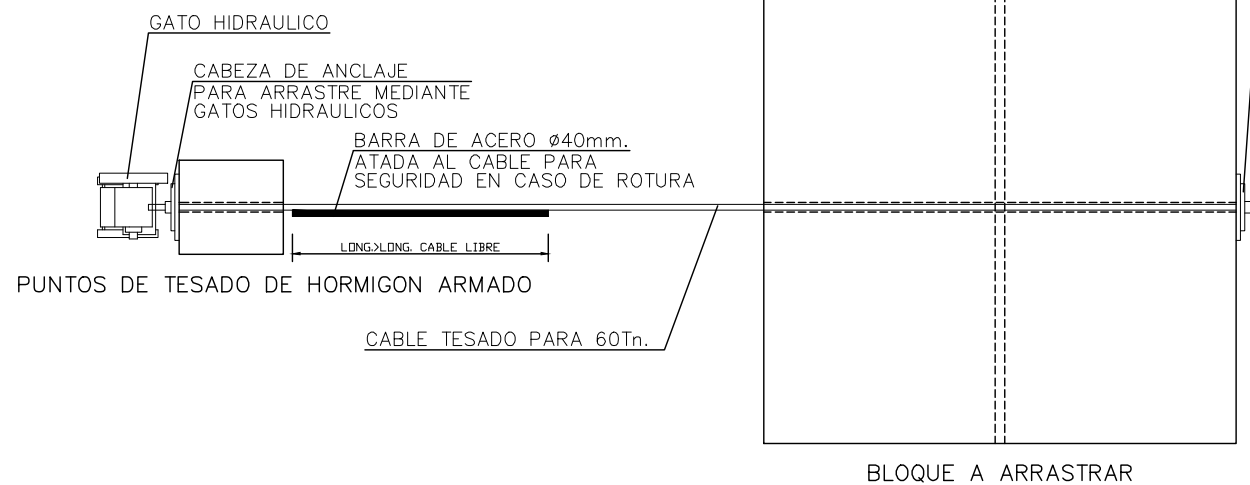 GATO HIDRAULICO
CABEZA DE ANCLAJE
PARA ARRASTRE MEDIANTE
GATOS HIDRAULICOS
BARRA DE ACERO Ø40mm.
ATADA AL CABLE PARA
SEGURIDAD EN CASO DE ROTURA
LONG.>LONG. CABLE LIBRE
PUNTOS DE TESADO DE HORMIGON ARMADO
CABLE TESADO PARA 60Tn.
BLOQUE A ARRASTRAR